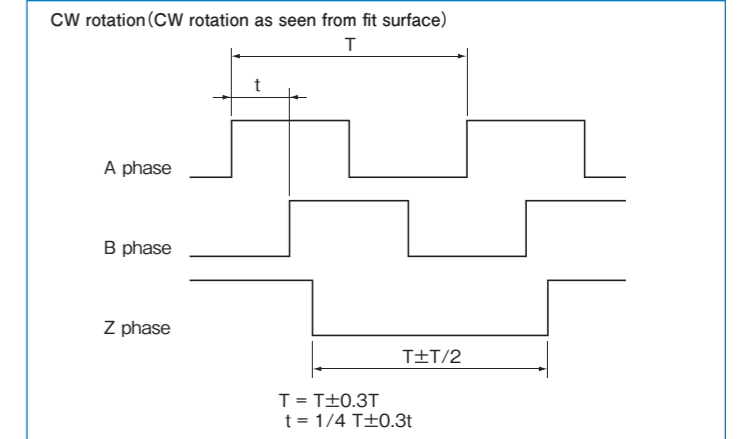 CW rotation(CW rotation as seen from fit surface)
T
t
A phase
B phase
Z phase
T±T/2
T = T±0.3T
t = 1/4 T±0.3t